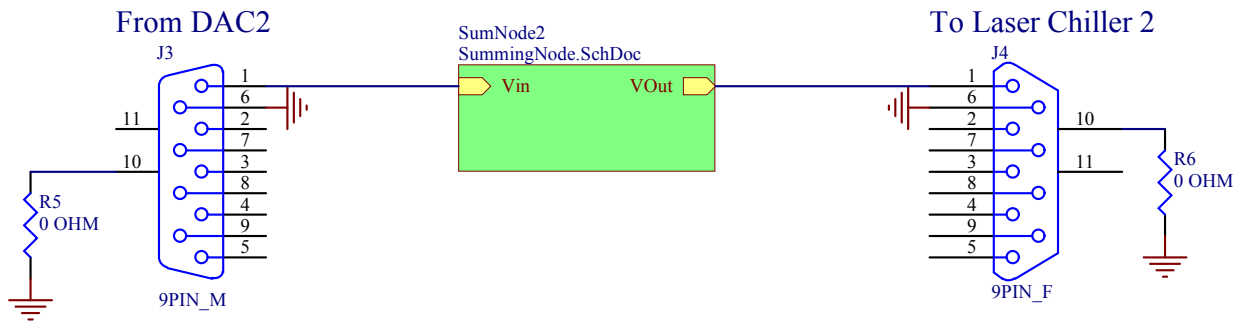 From DAC2
To Laser Chiller 2
J3
SumNode2
SummingNode.SchDoc
J4
Vin
VOut
1
6
2
7
3
8
4
9
5
11
10
R5
0 OHM
9PIN_M
1
6
2
7
3
8
4
9
5
10
11
R6
0 OHM
9PIN_F